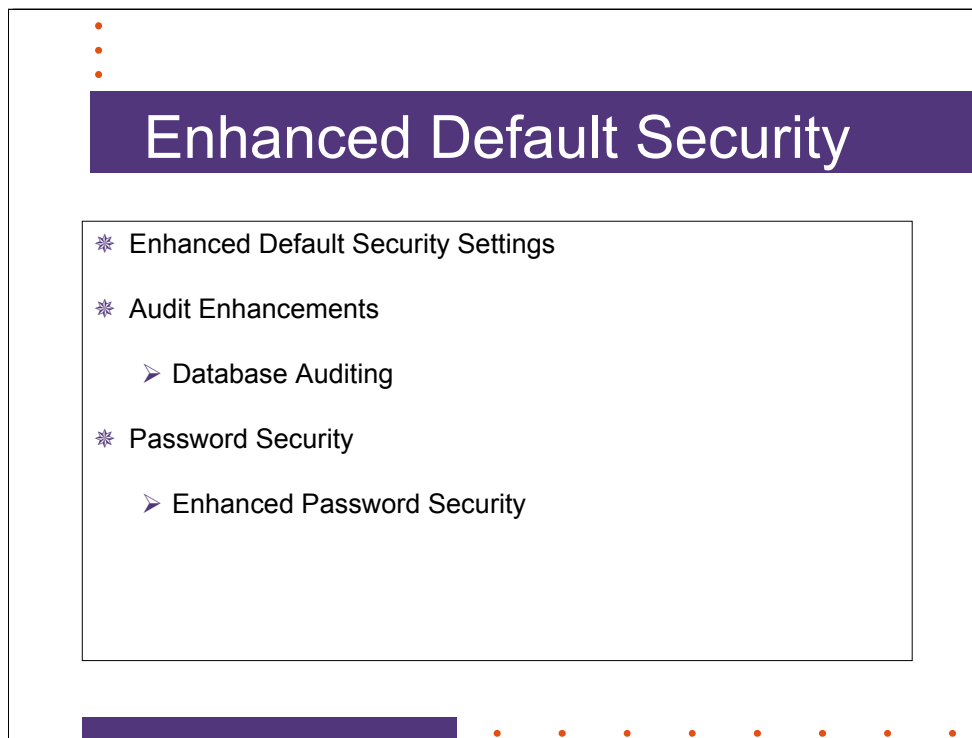 Enhanced Default Security
✵ Enhanced Default Security Settings
✵ Audit Enhancements
➢ Database Auditing
✵ Password Security
➢ Enhanced Password Security